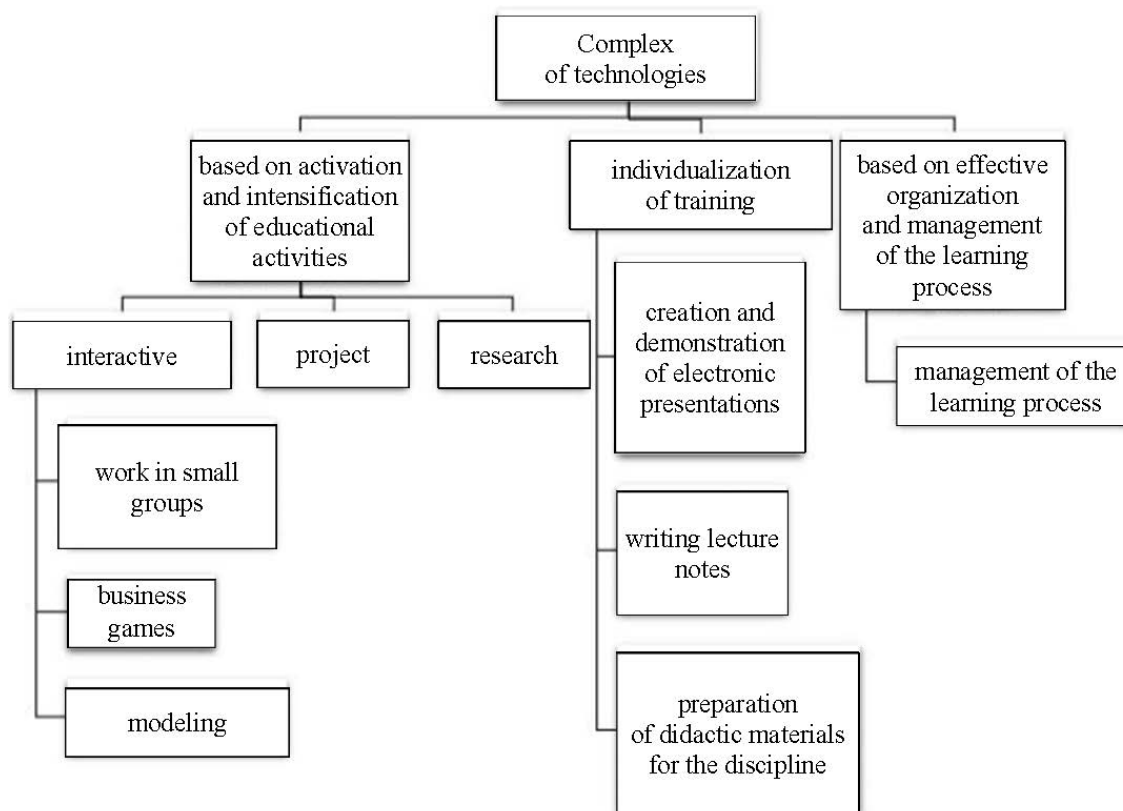 Complex
of technologies
based on activation
and intensification
of educational
activities
individualization
of training
based on effective
organization
and management
of the learning
process
interactive
project
research
work in small
groups
business
games
modeling
creation and
demonstration
of electronic
presentations
writing lecture
notes
preparation
of didactic materials
for the discipline
management of the
learning process